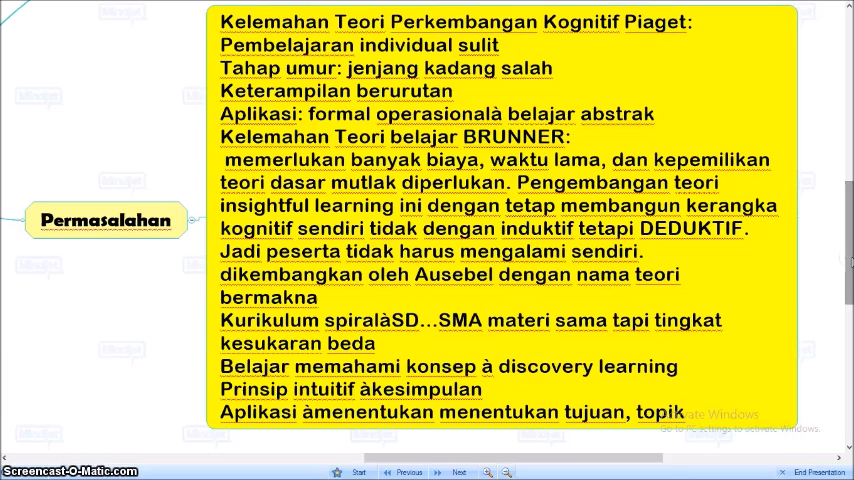 Kelemahan Teori Perkembangan Kognitif Piaget:
Pembelajaran individual sulit
Tahap umur: jenjang kadang salah
Keterampilan berurutan
Aplikasi: formal operasionalà belajar abstrak
Kelemahan Teori belajar BRUNNER:
memerlukan banyak biaya, waktu lama, dan kepemilikan
teori dasar mutlak diperlukan. Pengembangan teori
insightful learning ini dengan tetap membangun kerangka
Permasalahan
kognitif sendiri tidak dengan induktif tetapi DEDUKTIF.
Jadi peserta tidak harus mengalami sendiri.
dikembangkan oleh Ausebel dengan nama teori
bermakna
Kurikulum spiralàSD...SMA materi sama tapi tingkat
kesukaran beda
Belajar memahami konsep à discovery learning
Prinsip intuitif àkesimpulan
Aplikasi àmenentukan menentukan tujuan, topik
Activate Windows
Go to PC settings to activate Windows.
Screencast-O-Matic.com
Start
Previous
Next
End Presentation